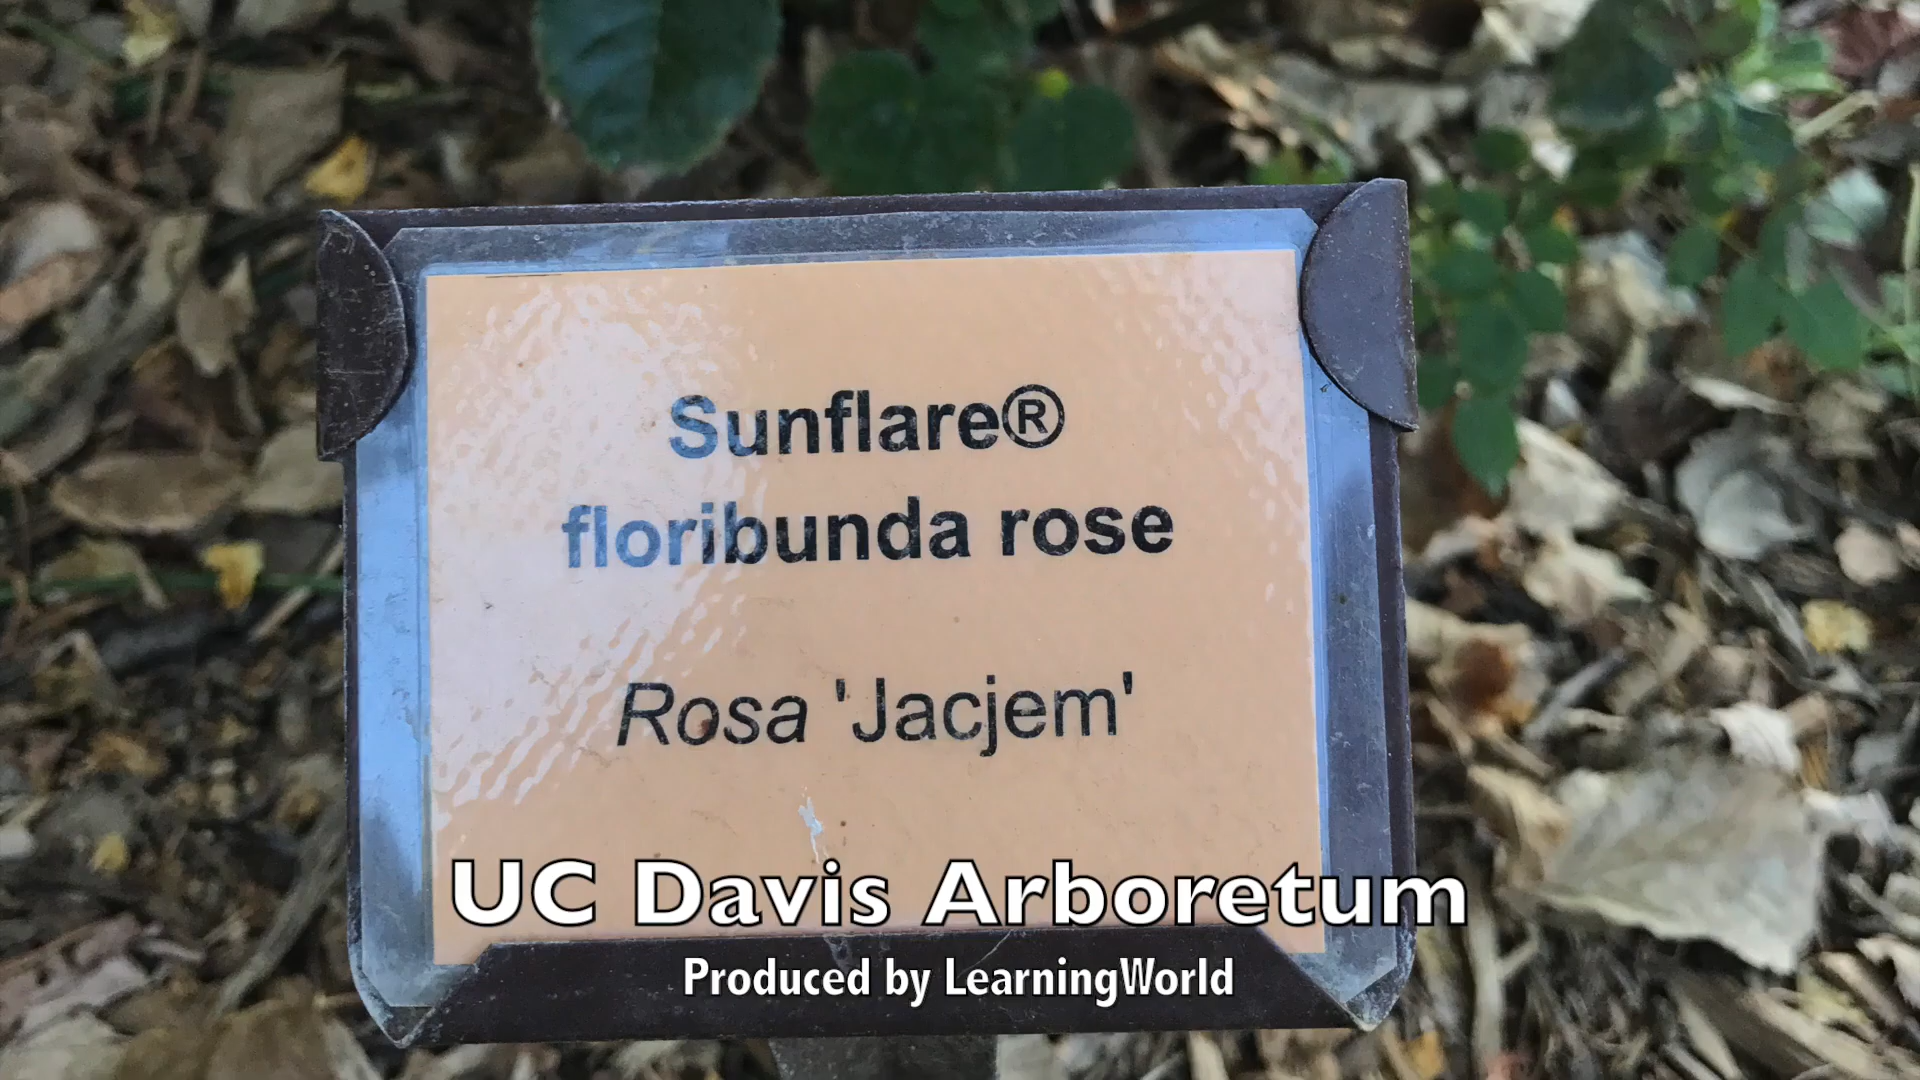 Sunflare®
floribunda rose
Rosa 'Jacjem'
UC Davis Arboretum
Produced by LearningWorld